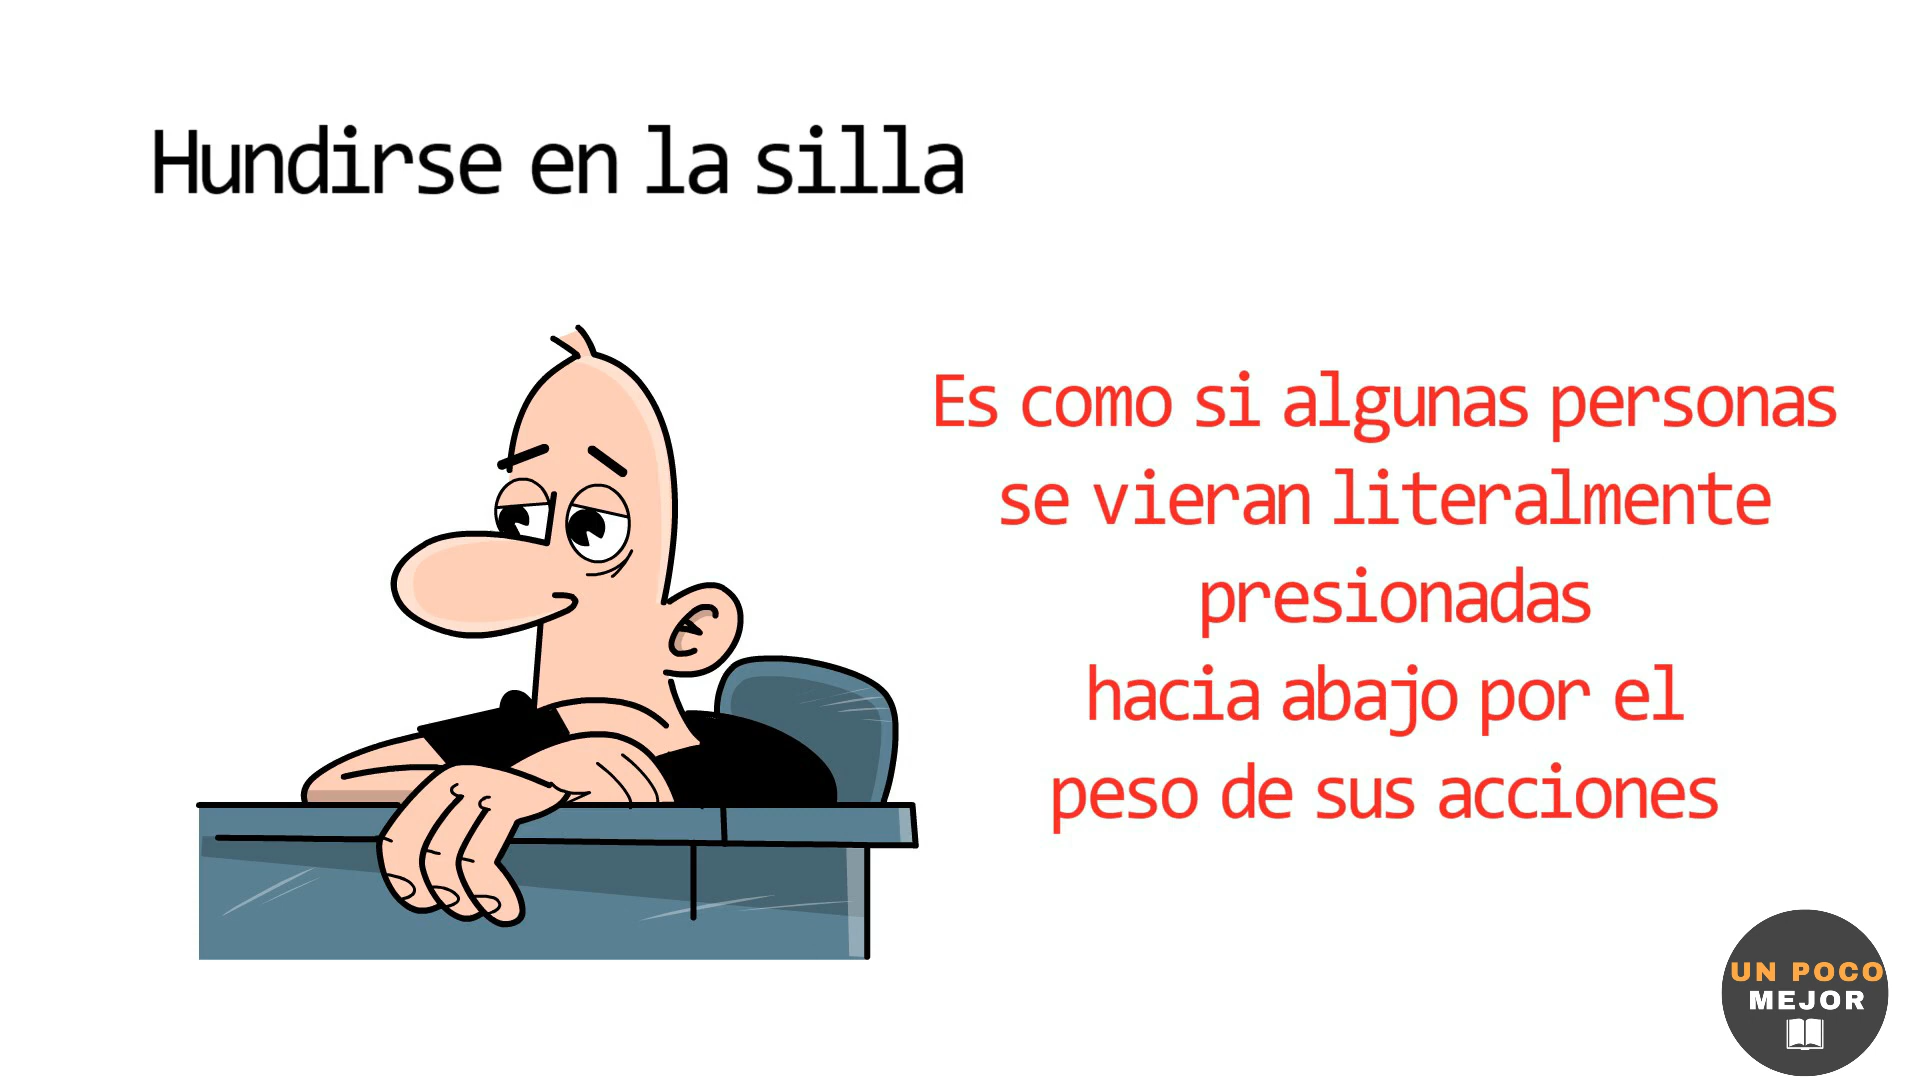 Hundirse en la silla
Es como si algunas personas
se vieran literalmente
presionadas
hacia abajo por el
peso de sus acciones
UN POCO
MEJOR